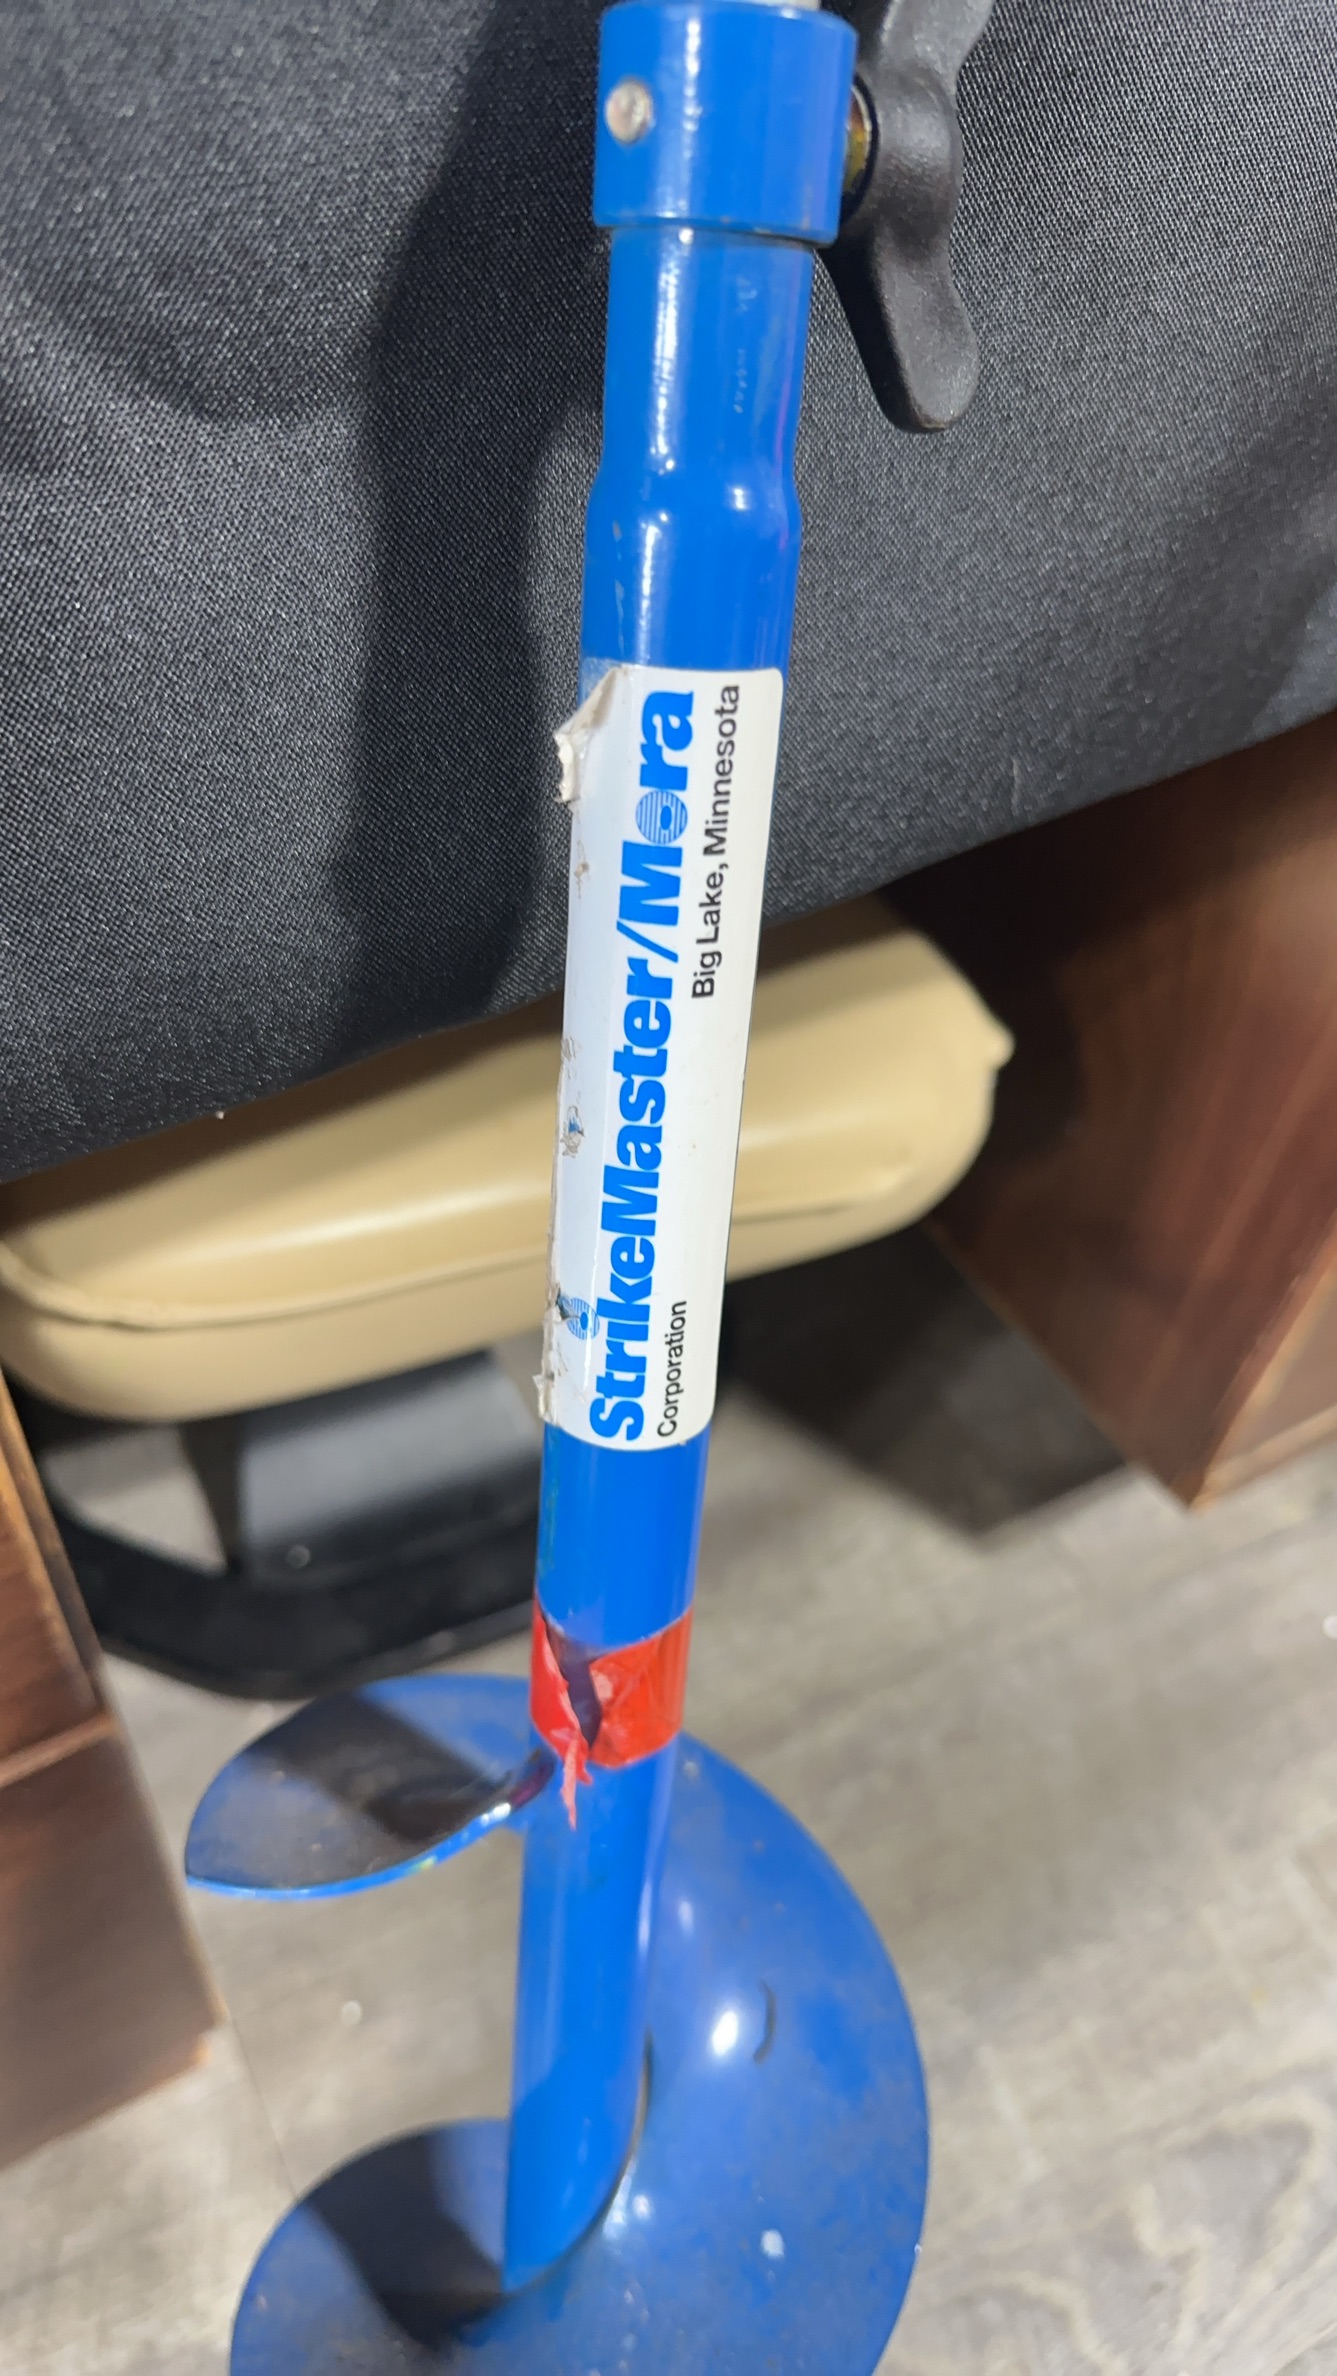 StrikeMaster/Mora
Corporation
Big Lake, Minnesota